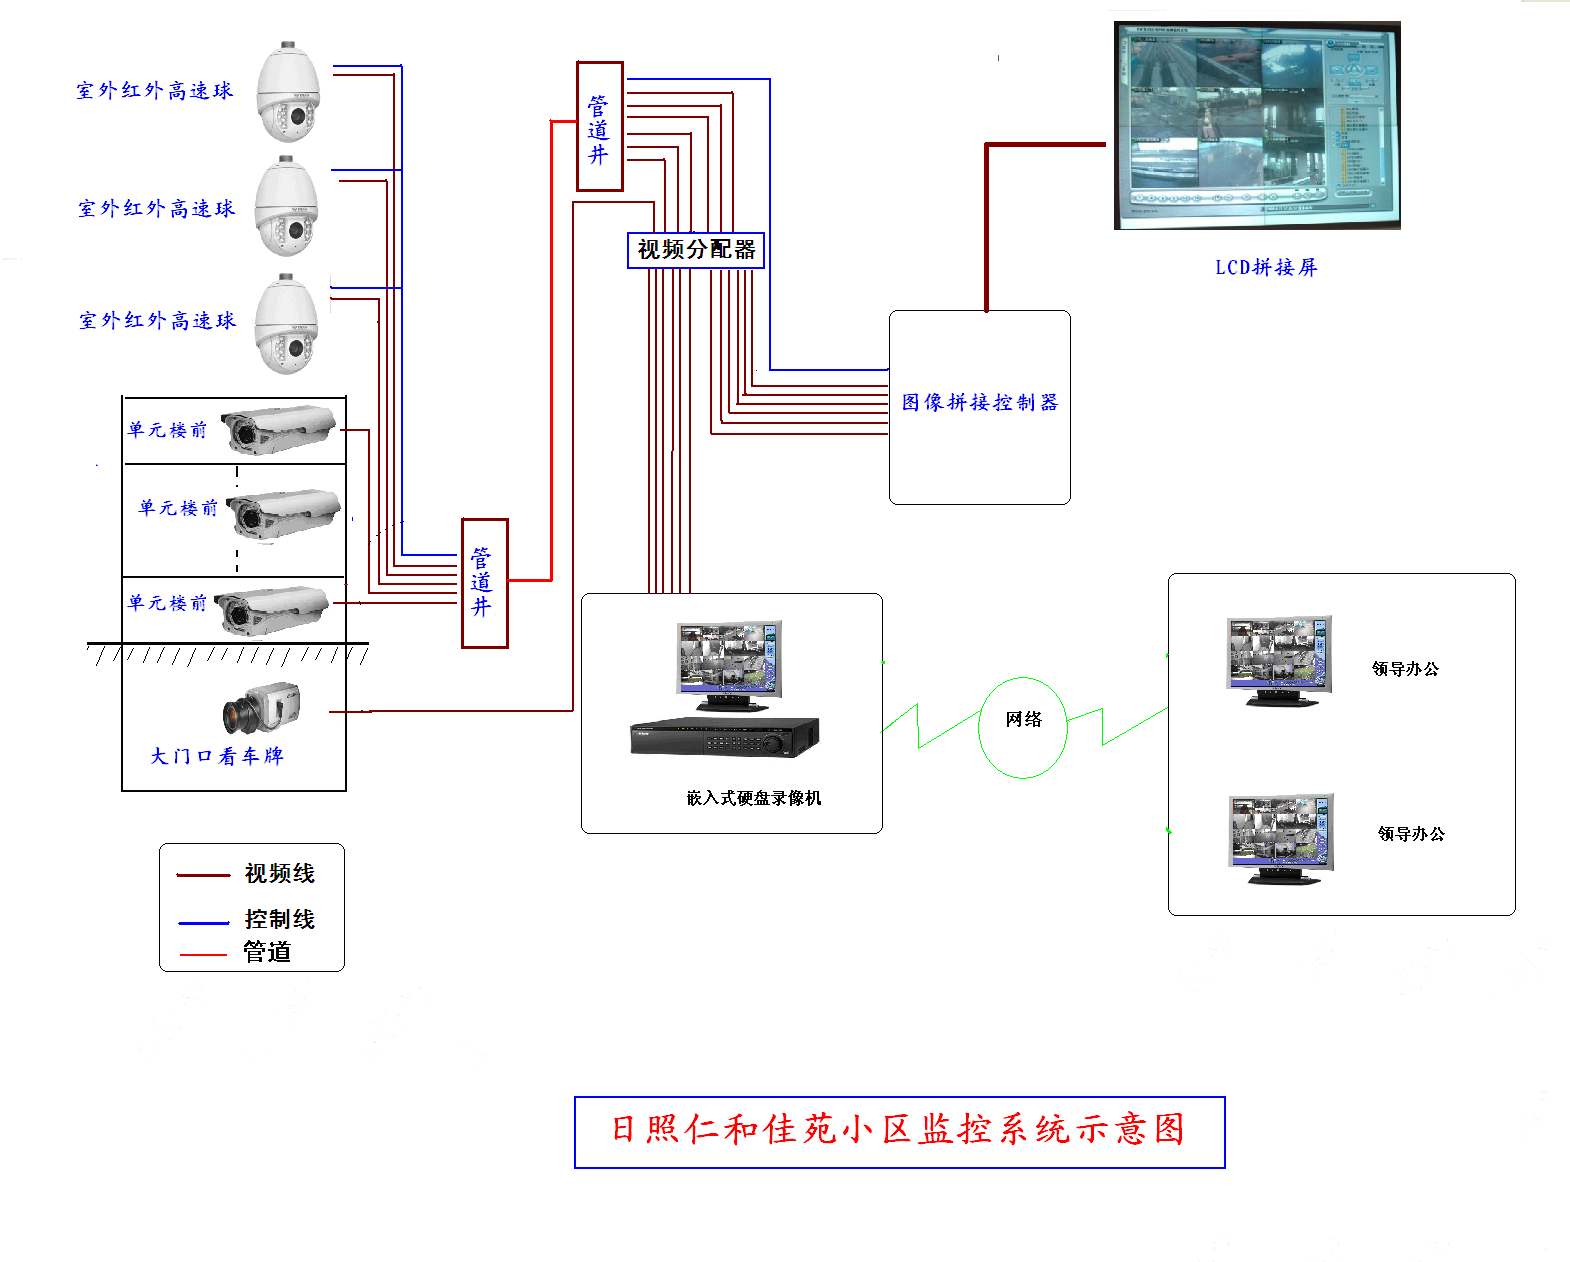 室外红外高速球
室外红外高速球
室外红外高速球
单元楼前
单元楼前
单元楼前
大门口看车牌
管道井
管道井
视频分配器
图像拼接控制器
LCD拼接屏
嵌入式硬盘录像机
网络
领导办公
领导办公
视频线
控制线
管道
日照仁和佳苑小区监控系统示意图